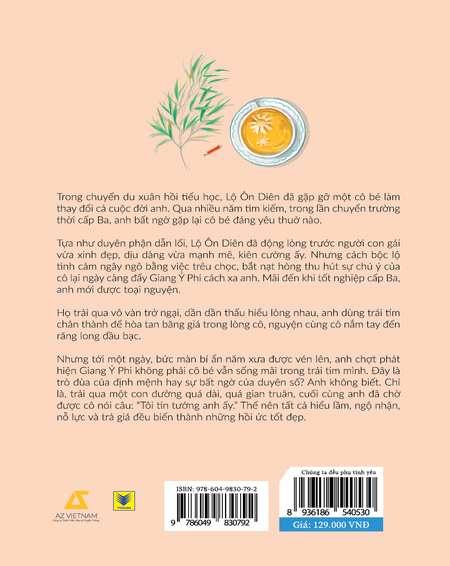 Trong chuyến du xuân hồi tiểu học, Lộ Ôn Diên đã gặp gỡ một cô bé làm
thay đổi cả cuộc đời anh. Qua nhiều năm tìm kiếm, trong lần chuyển trường
thời cấp Ba, anh bất ngờ gặp lại cô bé đáng yêu thuở nào.
Tựa như duyên phận dẫn lối, Lộ Ôn Diên đã động lòng trước người con gái
vừa xinh đẹp, dịu dàng vừa mạnh mẽ, kiên cường ấy. Nhưng cách bộc lộ
tình cảm ngây ngô bằng việc trêu chọc, bắt nạt hòng thu hút sự chú ý của
cô lại ngày càng đẩy Giang Ý Phi cách xa anh. Mãi đến khi tốt nghiệp cấp Ba,
anh mới được toại nguyện.
Họ trải qua vô vàn trở ngại, dần dần thấu hiểu lòng nhau, anh dùng trái tim
chân thành để hòa tan băng giá trong lòng cô, nguyện cùng cô nắm tay đến
răng long đầu bạc.
Nhưng tới một ngày, bức màn bí ẩn năm xưa được vén lên, anh chợt phát
hiện Giang Ý Phi không phải cô bé vẫn sống mãi trong trái tim mình. Đây là
trò đùa của định mệnh hay sự bất ngờ của duyên số? Anh không biết. Chỉ
là, trải qua một con đường quá dài, quá gian truân, cuối cùng anh đã chờ
được cô nói câu: “Tôi tin tưởng anh ấy.” Thế nên tất cả hiểu lầm, ngộ nhận,
nỗ lực và trả giá đều biến thành những hồi ức tốt đẹp.
AZ VIETNAM
ISBN: 978-604-9830-79-2
9 786049 830792
Chúng ta đều phụ tình yêu
8 936186 540530
Giá: 129.000 VNĐ